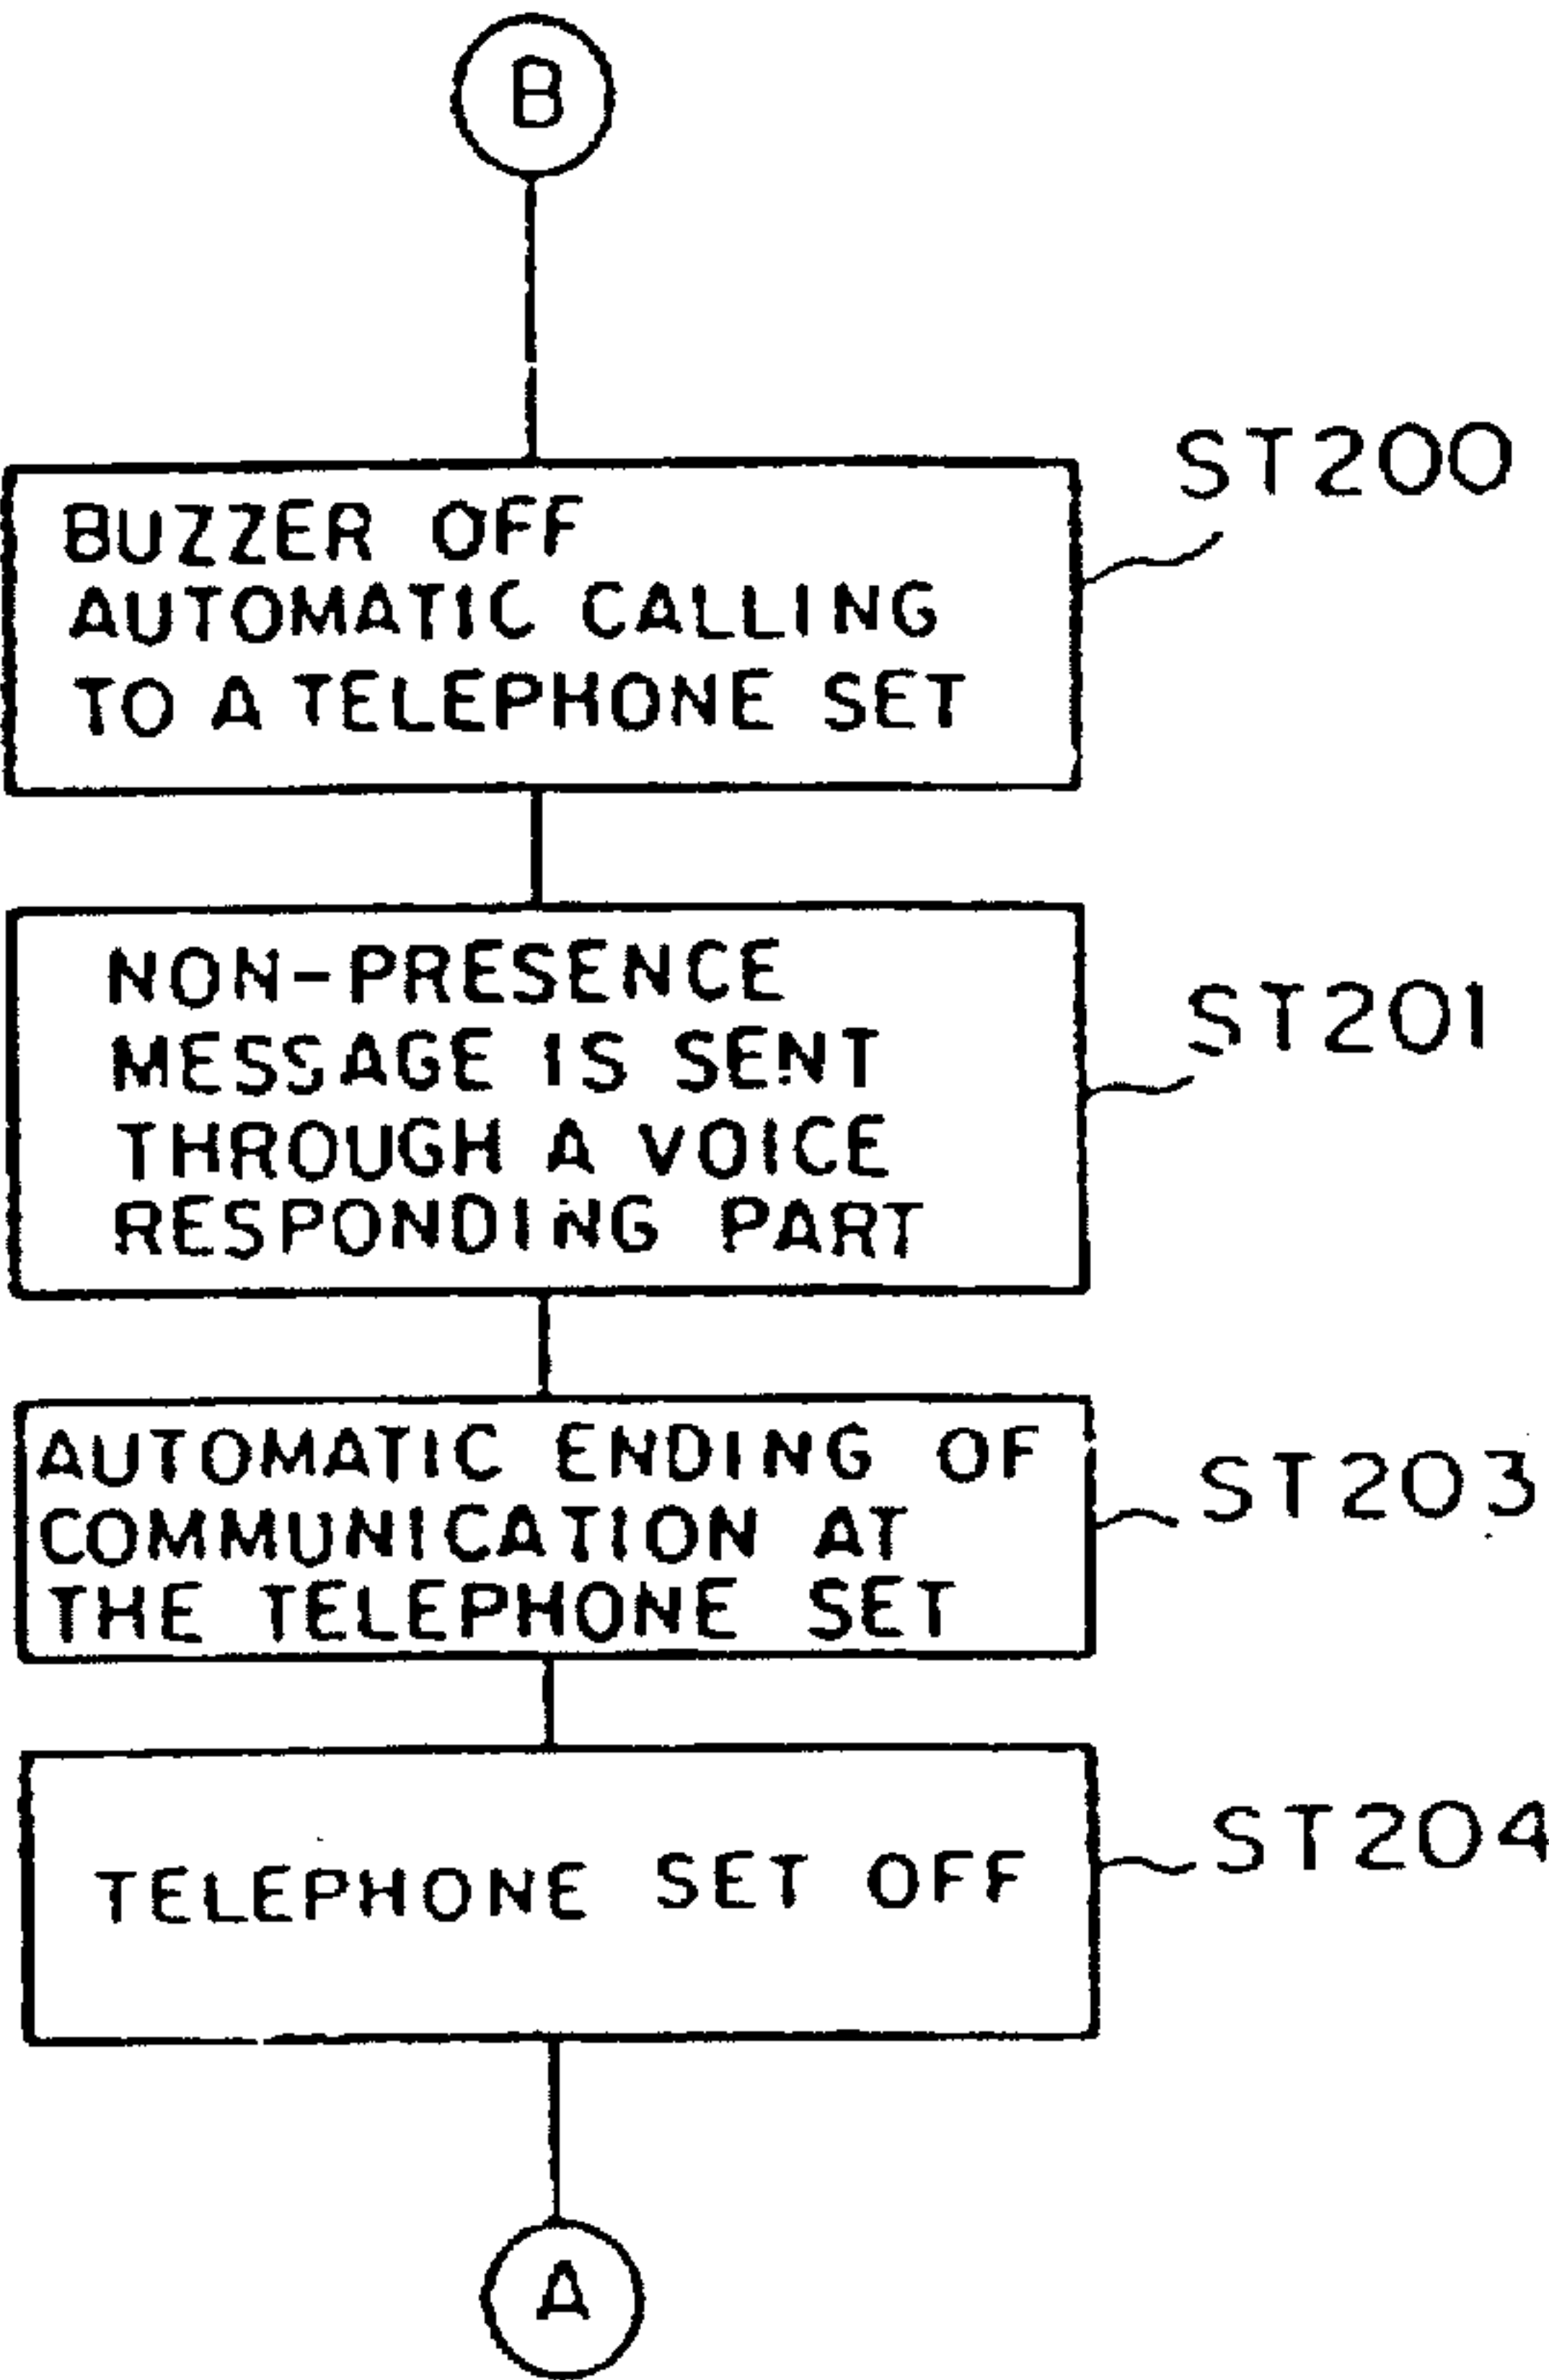 B
ST200
BUZZER OFF
AUTOMATIC CALLING
TO A TELEPHONE SET
NON-PRESENCE
MESSAGE IS SENT
THROUGH A VOICE
RESPONDING PART
ST201
AUTOMATIC ENDING OF
COMMUNICATION AT
THE TELEPHONE SET
ST203
TELEPHONE SET OFF
ST204
A